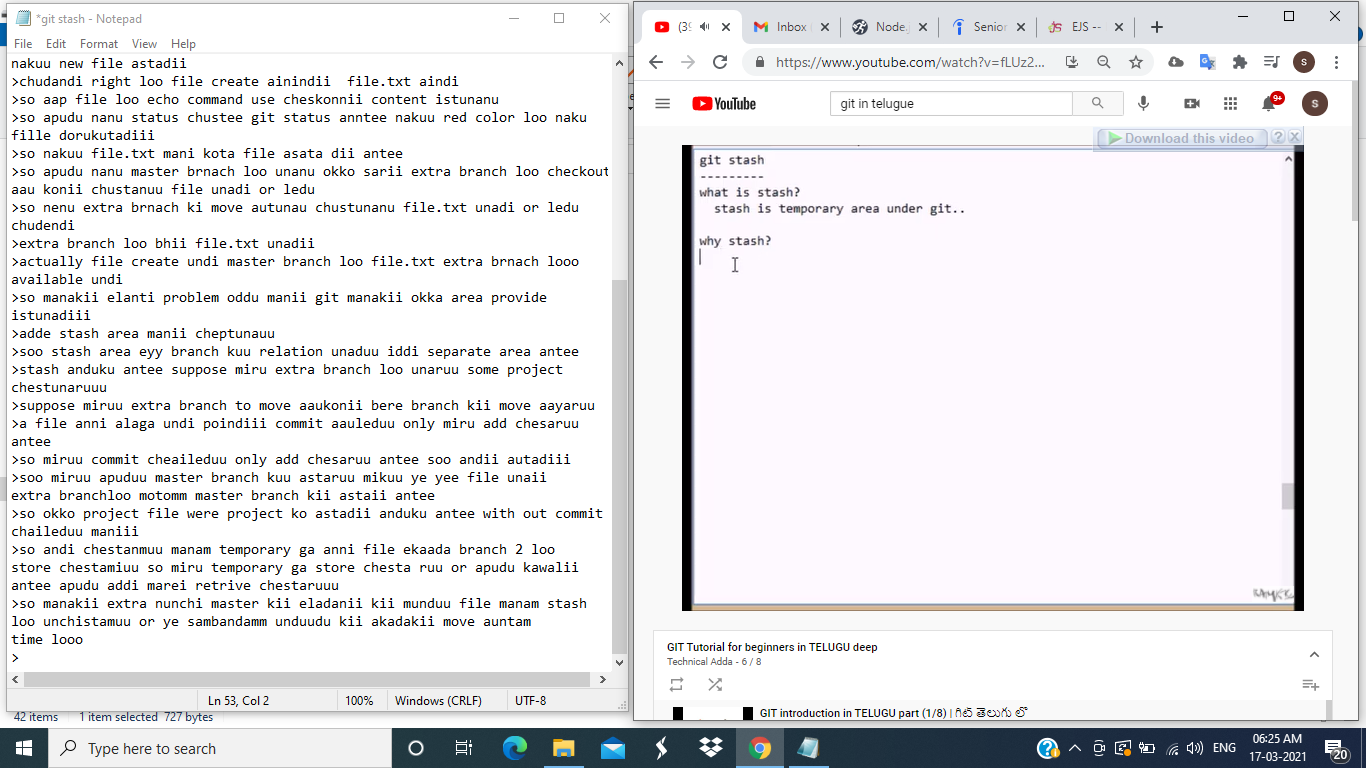 *git stash - Notepad
File Edit Format View Help
nakuu new file astadii
>chudandi right loo file create ainindii  file.txt aindi
>so aap file loo echo command use cheskonnii content istunanu
>so apudu nanu status chustee git status anntee nakuu red color loo naku
fille dorukutadiii
>so nakuu file.txt mani kota file asata dii antee
>so apudu nanu master brnach loo unanu okko sarii extra branch loo checkout
aau konii chustanuu file unadi or ledu
>so nenu extra brnach ki move autunau chustunanu file.txt unadi or ledu
chudendi
>extra branch loo bhii file.txt unadii
>actually file create undi master branch loo file.txt extra brnach looo
available undi
>so manakii elanti problem oddu manii git manakii okka area provide
istunadiii
>adde stash area manii cheptunauu
>soo stash area eyy branch kuu relation unaduu iddi separate area antee
>stash anduku antee suppose miru extra branch loo unaruu some project
chestunaruuu
>suppose miruu extra branch to move aaukonii bere branch kii move aayaruu
>a file anni alaga undi poindiii commit aauleduu only miru add chesaruu
antee
>so miruu commit cheaileduu only add chesaruu antee soo andii autadiii
>soo miruu apuduu master branch kuu astaruu mikuu ye yee file unaii
extra branchloo motomm master branch kii astaii antee
>so okko project file were project ko astadii anduku antee with out commit
chaileduu maniii
>so andi chestanmuu manam temporary ga anni file ekaada branch 2 loo
store chestamiuu so miru temporary ga store chesta ruu or apudu kawalii
antee apudu addi marei retrive chestaruuu
>so manakii extra nunchi master kii eladanii kii munduu file manam stash
loo unchistamuu or ye sambandamm unduudu kii akadakii move auntam
time looo
>
Ln 53, Col 2 100% Windows (CRLF) UTF-8
42 items 1 item selected 727 bytes
(39 Inbox Node. Senior EJS --
https://www.youtube.com/watch?v=fLUz2...
S
YouTube
git in telugue
9+
S
Download this video ? X
git stash
---------
what is stash?
stash is temporary area under git..
why stash?
GIT Tutorial for beginners in TELUGU deep
Technical Adda - 6 / 8
GIT introduction in TELUGU part (1/8) | గిట్ తెలుగు లొ
Type here to search
ENG
06:25 AM
17-03-2021
20